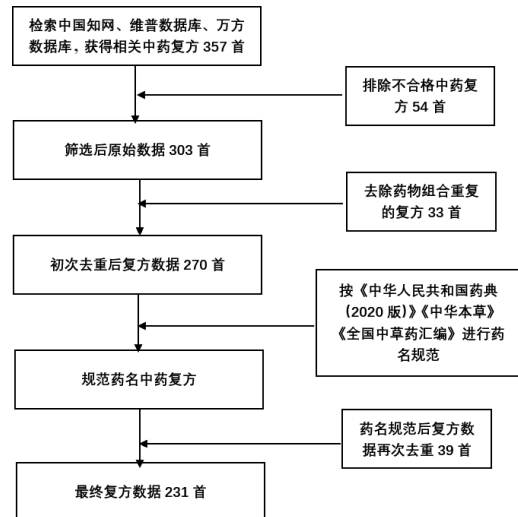 检索中国知网、维普数据库、万方
数据库，获得相关中药复方 357 首
排除不合格中药复
方 54 首
筛选后原始数据 303 首
去除药物组合重复
的复方 33 首
初次去重后复方数据 270 首
按《中华人民共和国药典
（2020 版）》《中华本草》
《全国中草药汇编》进行药
名规范
规范药名中药复方
药名规范后复方数
据再次去重 39 首
最终复方数据 231 首